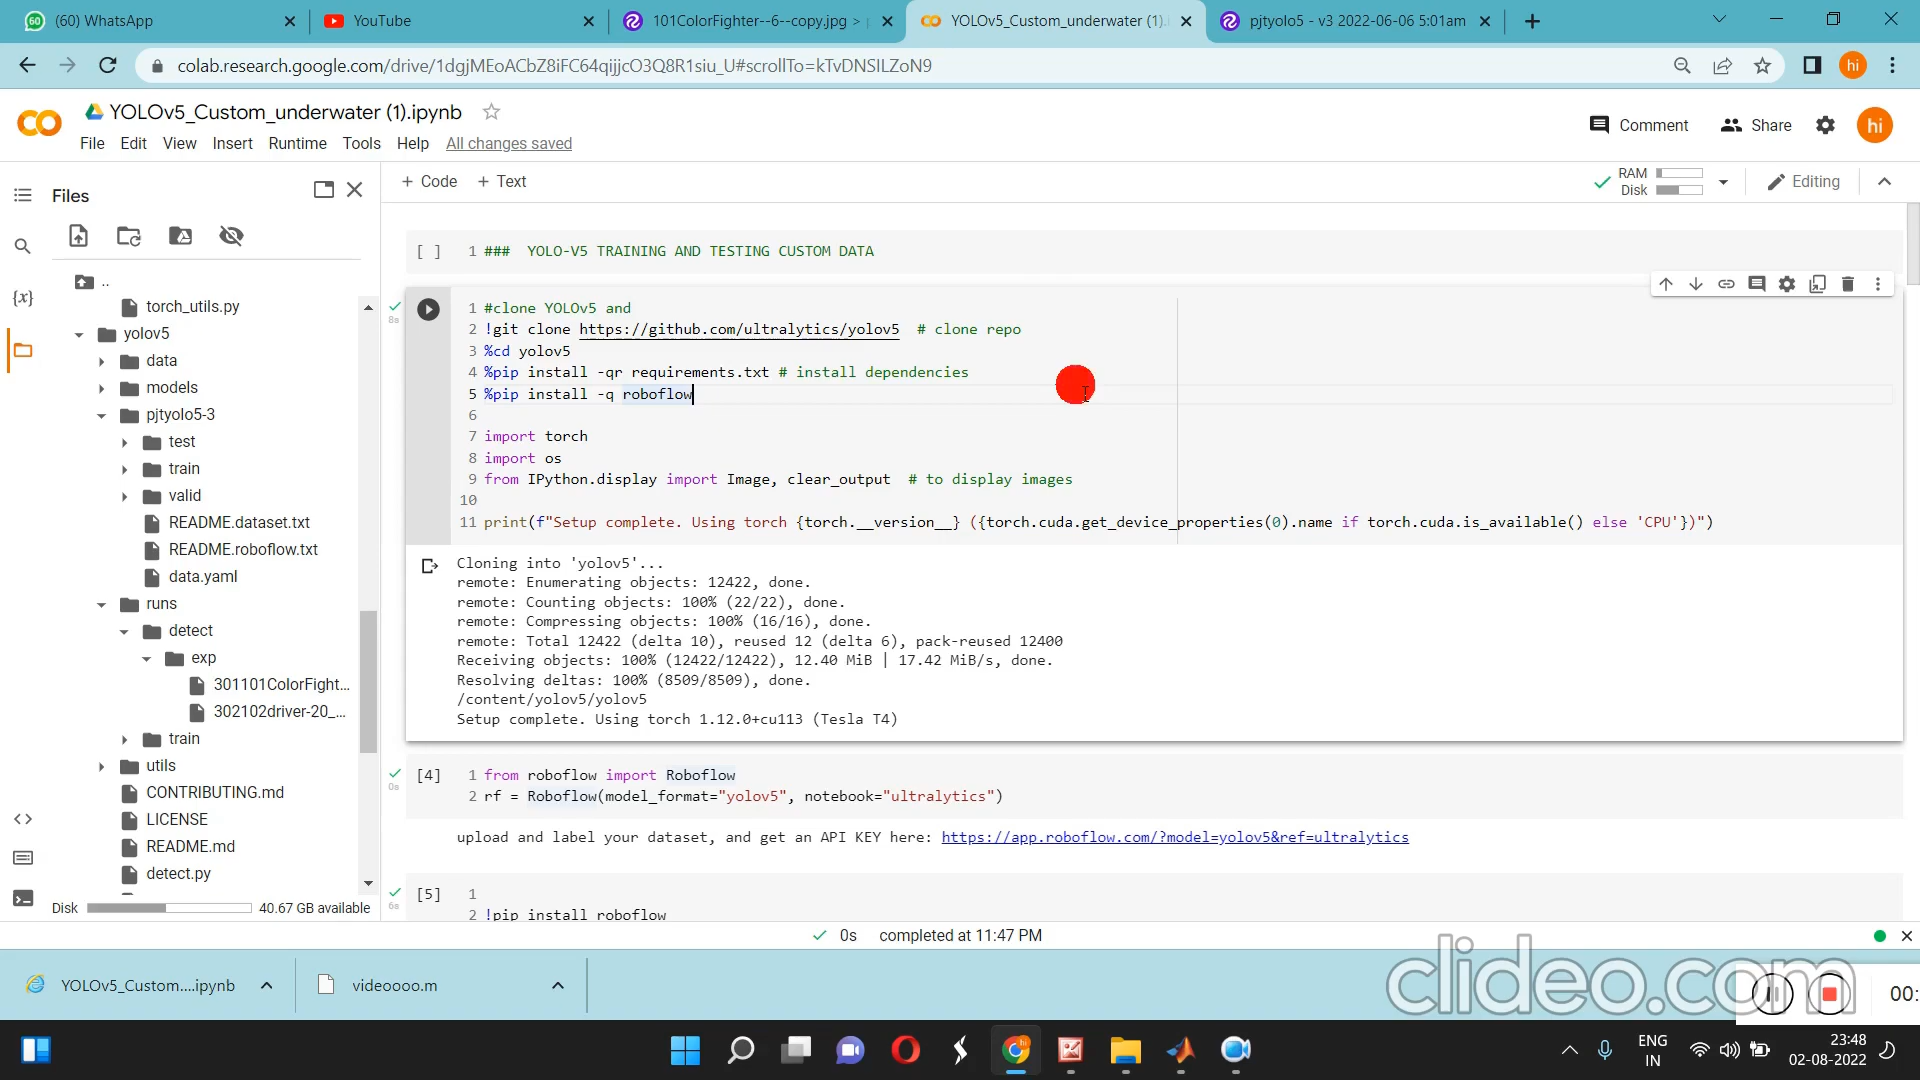 (60) WhatsApp
YouTube
101ColorFighter--6--copy.jpg >
YOLOv5_Custom_underwater (1).i
pjtyolo5 - v3 2022-06-06 5:01am
colab.research.google.com/drive/1dgjMEoACbZ8iFC64qijjcO3Q8R1siu_U#scrollTo=kTvDNSILZoN9
hi
YOLOv5_Custom_underwater (1).ipynb
File Edit View Insert Runtime Tools Help All changes saved
Comment Share hi
Files
+ Code + Text
RAM
Disk
Editing
..
torch_utils.py
yolov5
data
models
pjtyolo5-3
test
train
valid
README.dataset.txt
README.roboflow.txt
data.yaml
runs
detect
exp
301101ColorFight...
302102driver-20_...
train
utils
CONTRIBUTING.md
LICENSE
README.md
detect.py
Disk 40.67 GB available
[ ] 1 ### YOLO-V5 TRAINING AND TESTING CUSTOM DATA
8s
1 #clone YOLOv5 and
2 !git clone https://github.com/ultralytics/yolov5 # clone repo
3 %cd yolov5
4 %pip install -qr requirements.txt # install dependencies
5 %pip install -q roboflow
6
7 import torch
8 import os
9 from IPython.display import Image, clear_output # to display images
10
11 print(f"Setup complete. Using torch {torch.__version__} ({torch.cuda.get_device_properties(0).name if torch.cuda.is_available() else 'CPU'})")
Cloning into 'yolov5'...
remote: Enumerating objects: 12422, done.
remote: Counting objects: 100% (22/22), done.
remote: Compressing objects: 100% (16/16), done.
remote: Total 12422 (delta 10), reused 12 (delta 6), pack-reused 12400
Receiving objects: 100% (12422/12422), 12.40 MiB | 17.42 MiB/s, done.
Resolving deltas: 100% (8509/8509), done.
/content/yolov5/yolov5
Setup complete. Using torch 1.12.0+cu113 (Tesla T4)
[4] 1 from roboflow import Roboflow
0s
2 rf = Roboflow(model_format="yolov5", notebook="ultralytics")
upload and label your dataset, and get an API KEY here: https://app.roboflow.com/?model=yolov5&ref=ultralytics
[5] 1
6s
2 !pip install roboflow
0s completed at 11:47 PM
YOLOv5_Custom....ipynb
videoooo.m
clideo.com
00:
ENG
IN
23:48
02-08-2022